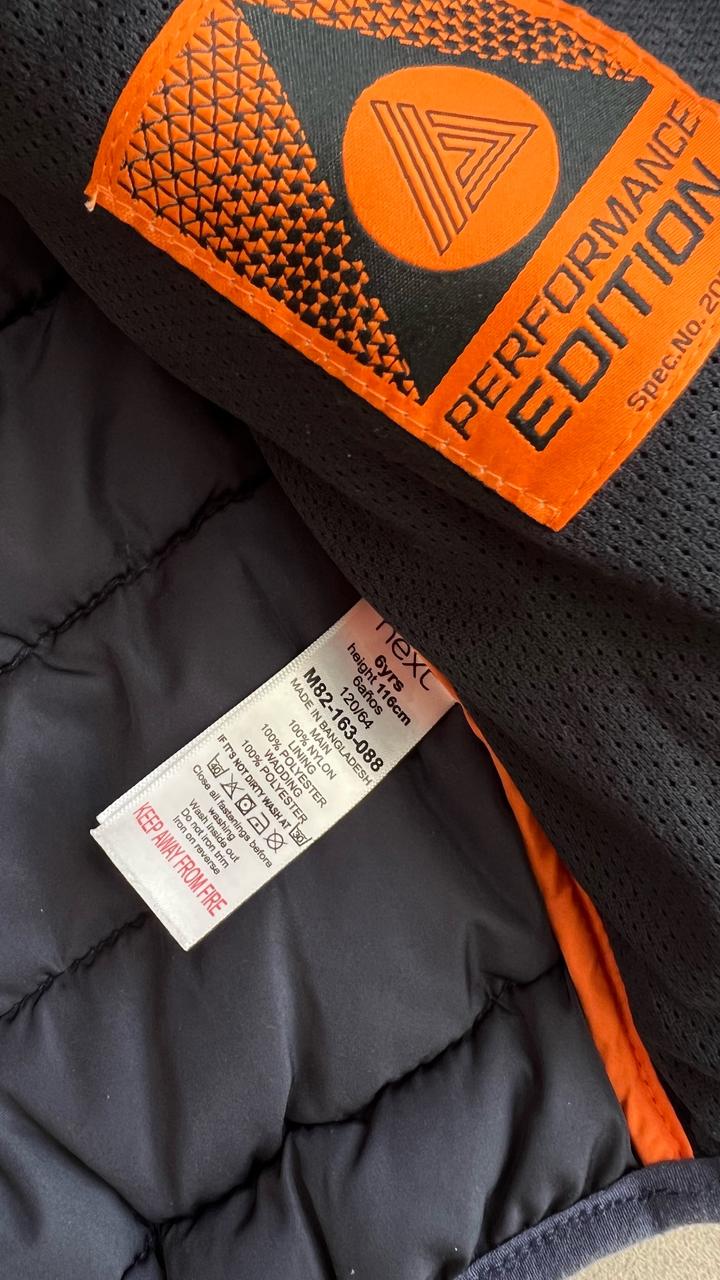 PERFORMANCE
EDITION
Spec.No. 20
next
6yrs
height 116cm
6años
120/64
M82-163-088
MADE IN BANGLADESH
MAIN
100% NYLON
LINING
100% POLYESTER
WADDING
100% POLYESTER
IF IT'S NOT DIRTY WASH AT 30
40
Close all fastenings before
washing
Wash inside out
Do not iron trim
Iron on reverse
KEEP AWAY FROM FIRE